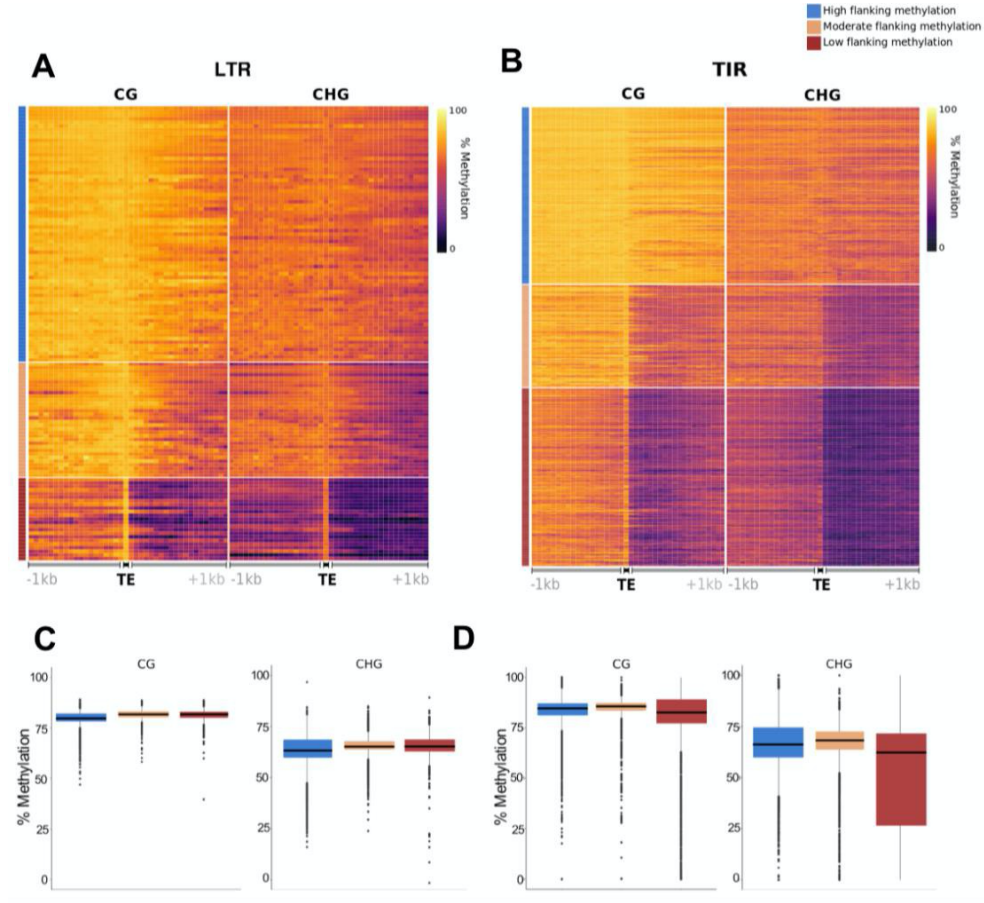 High flanking methylation
Moderate flanking methylation
Low flanking methylation
A
LTR
CG CHG
100
% Methylation
0
-1kb TE +1kb -1kb TE +1kb
B
TIR
CG CHG
100
% Methylation
0
-1kb TE +1kb -1kb TE +1kb
C
% Methylation
CG
100
75
50
25
0
CHG
100
75
50
25
0
D
% Methylation
CG
100
75
50
25
0
CHG
100
75
50
25
0